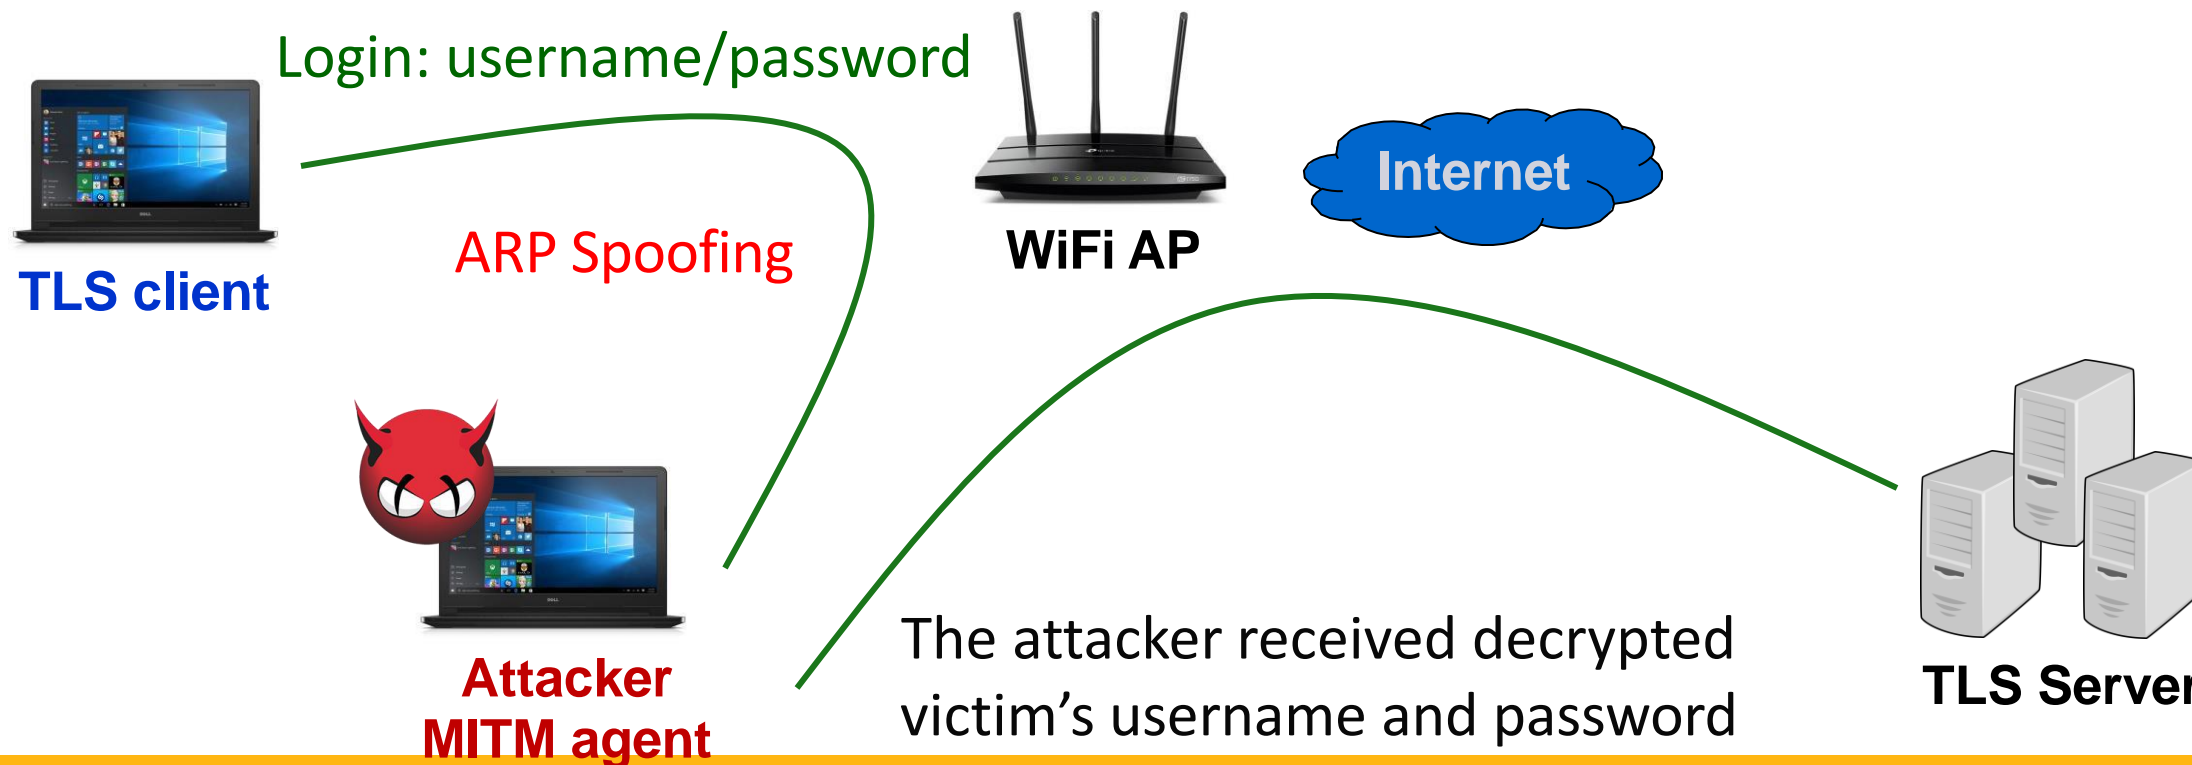 Login: username/password
Internet
ARP Spoofing
WiFi AP
TLS client
The attacker received decrypted
victim’s username and password
Attacker
MITM agent
TLS Server